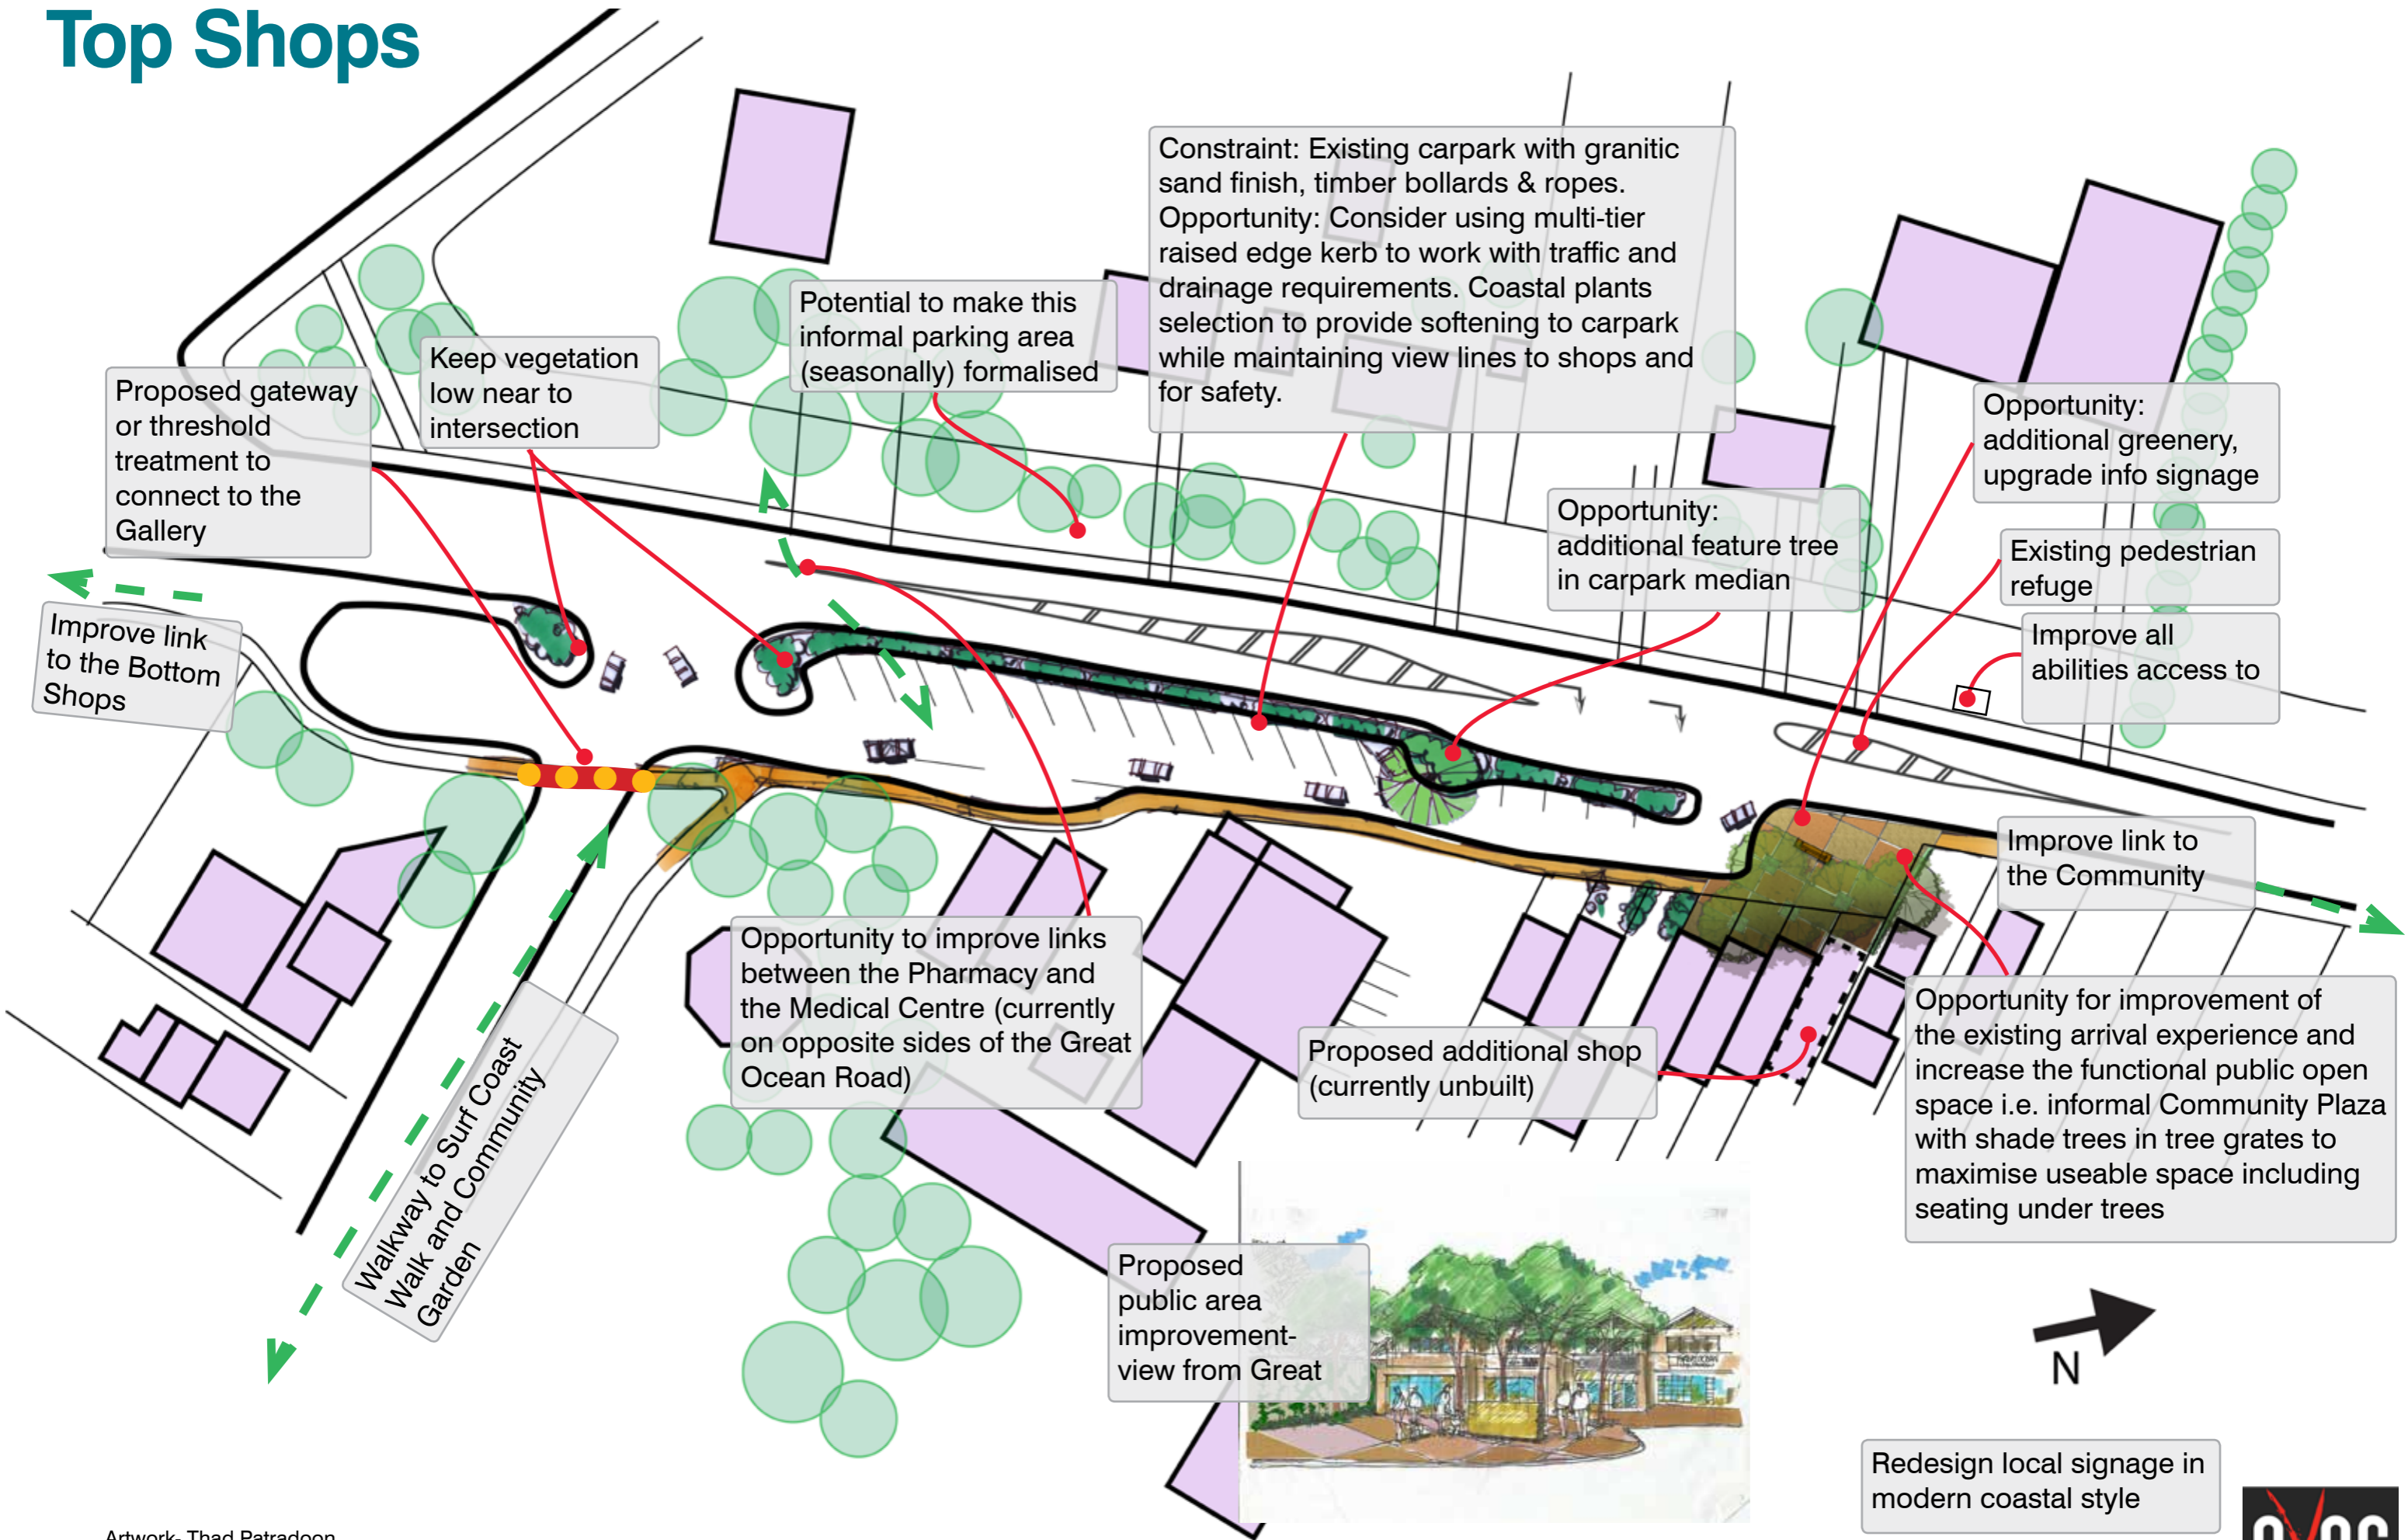 Top Shops
Constraint: Existing carpark with granitic
sand finish, timber bollards & ropes.
Opportunity: Consider using multi-tier
raised edge kerb to work with traffic and
drainage requirements. Coastal plants
selection to provide softening to carpark
while maintaining view lines to shops and
for safety.
Potential to make this
informal parking area
(seasonally) formalised
Keep vegetation
low near to
intersection
Proposed gateway
or threshold
treatment to
connect to the
Gallery
Opportunity:
additional greenery,
upgrade info signage
Opportunity:
additional feature tree
in carpark median
Existing pedestrian
refuge
Improve all
abilities access to
Improve link
to the Bottom
Shops
Improve link to
the Community
Opportunity to improve links
between the Pharmacy and
the Medical Centre (currently
on opposite sides of the Great
Ocean Road)
Proposed additional shop
(currently unbuilt)
Opportunity for improvement of
the existing arrival experience and
increase the functional public open
space i.e. informal Community Plaza
with shade trees in tree grates to
maximise useable space including
seating under trees
Walkway to Surf Coast
Walk and Community
Garden
Proposed
public area
improvement-
view from Great
N
Redesign local signage in
modern coastal style
Artwork- Thad Patradoon